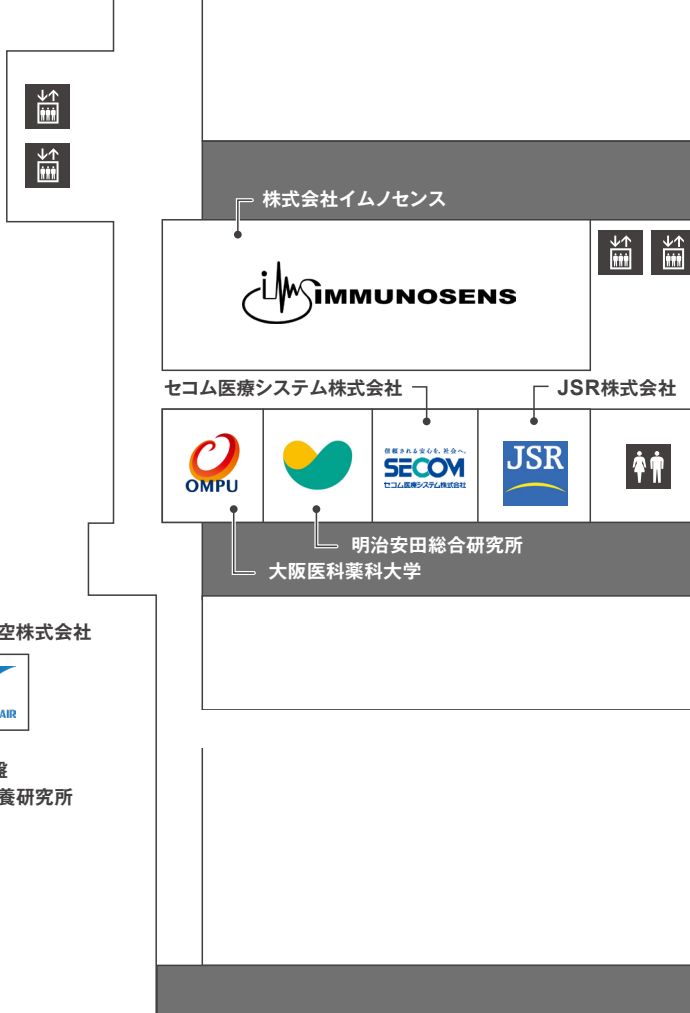 株式会社イムノセンス
imsIMMUNOSENS
セコム医療システム株式会社
JSR株式会社
OMPU
信頼される安心を、社会へ。
SECOM
セコム医療システム株式会社
JSR
明治安田総合研究所
大阪医科薬科大学
空株式会社
AIR
養研究所